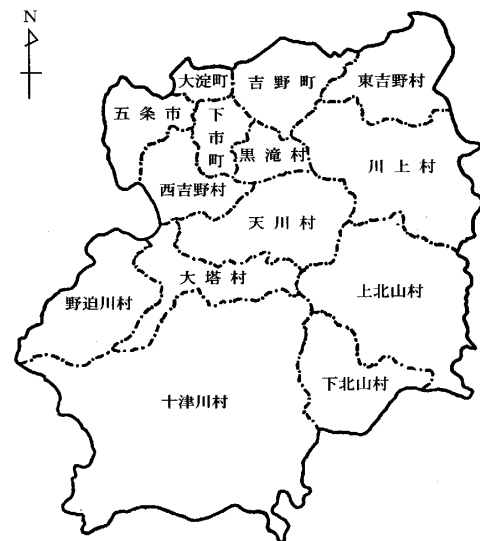 N
大淀町
吉野町
東吉野村
五条市
下市町
黒滝村
川上村
西吉野村
天川村
大塔村
野迫川村
上北山村
下北山村
十津川村